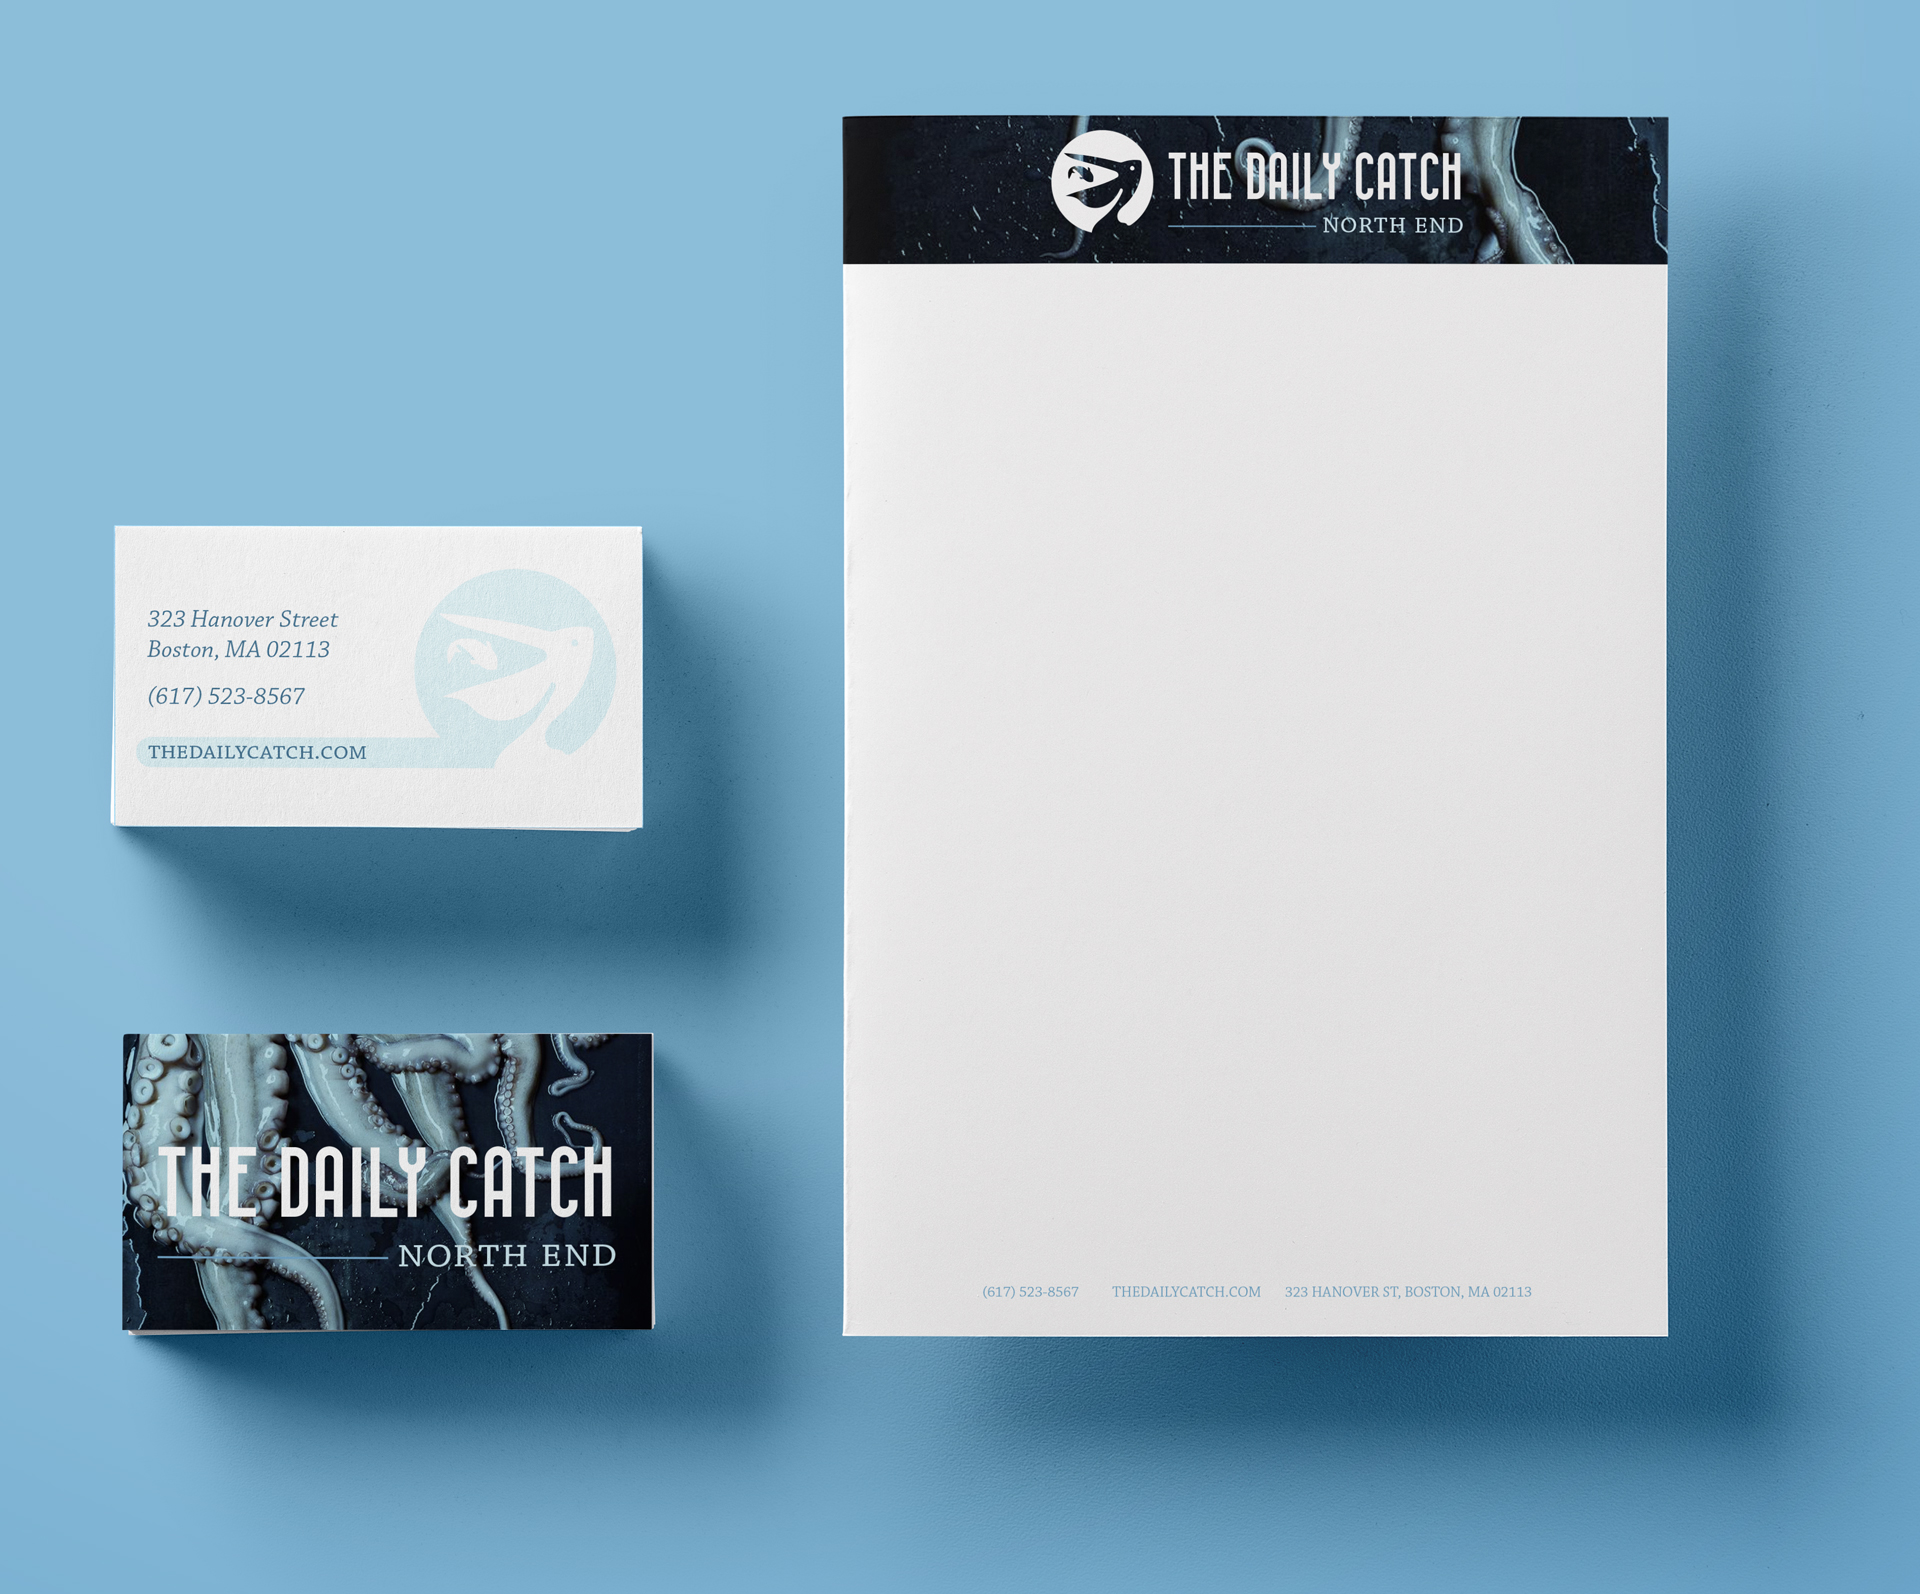 THE DAILY CATCH
NORTH END
323 Hanover Street
Boston, MA 02113
(617) 523-8567
THEDAILYCATCH.COM
THE DAILY CATCH
NORTH END
(617) 523-8567 THEDAILYCATCH.COM 323 HANOVER ST, BOSTON, MA 02113